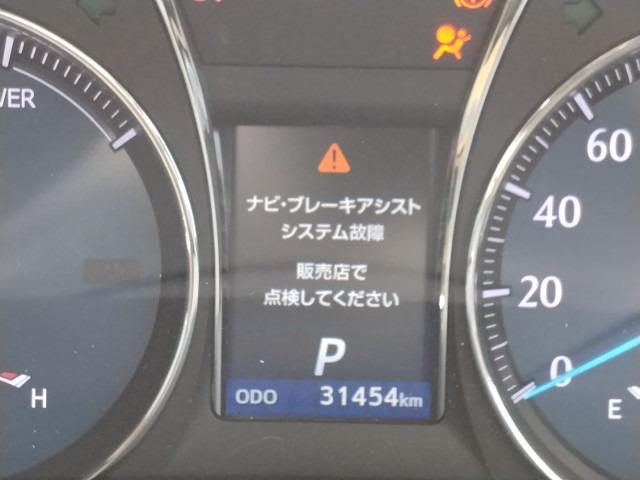 WER
ナビ・ブレーキアシスト
システム故障
販売店で
点検してください
P
ODO 31454km
H
60
40
20
0
E